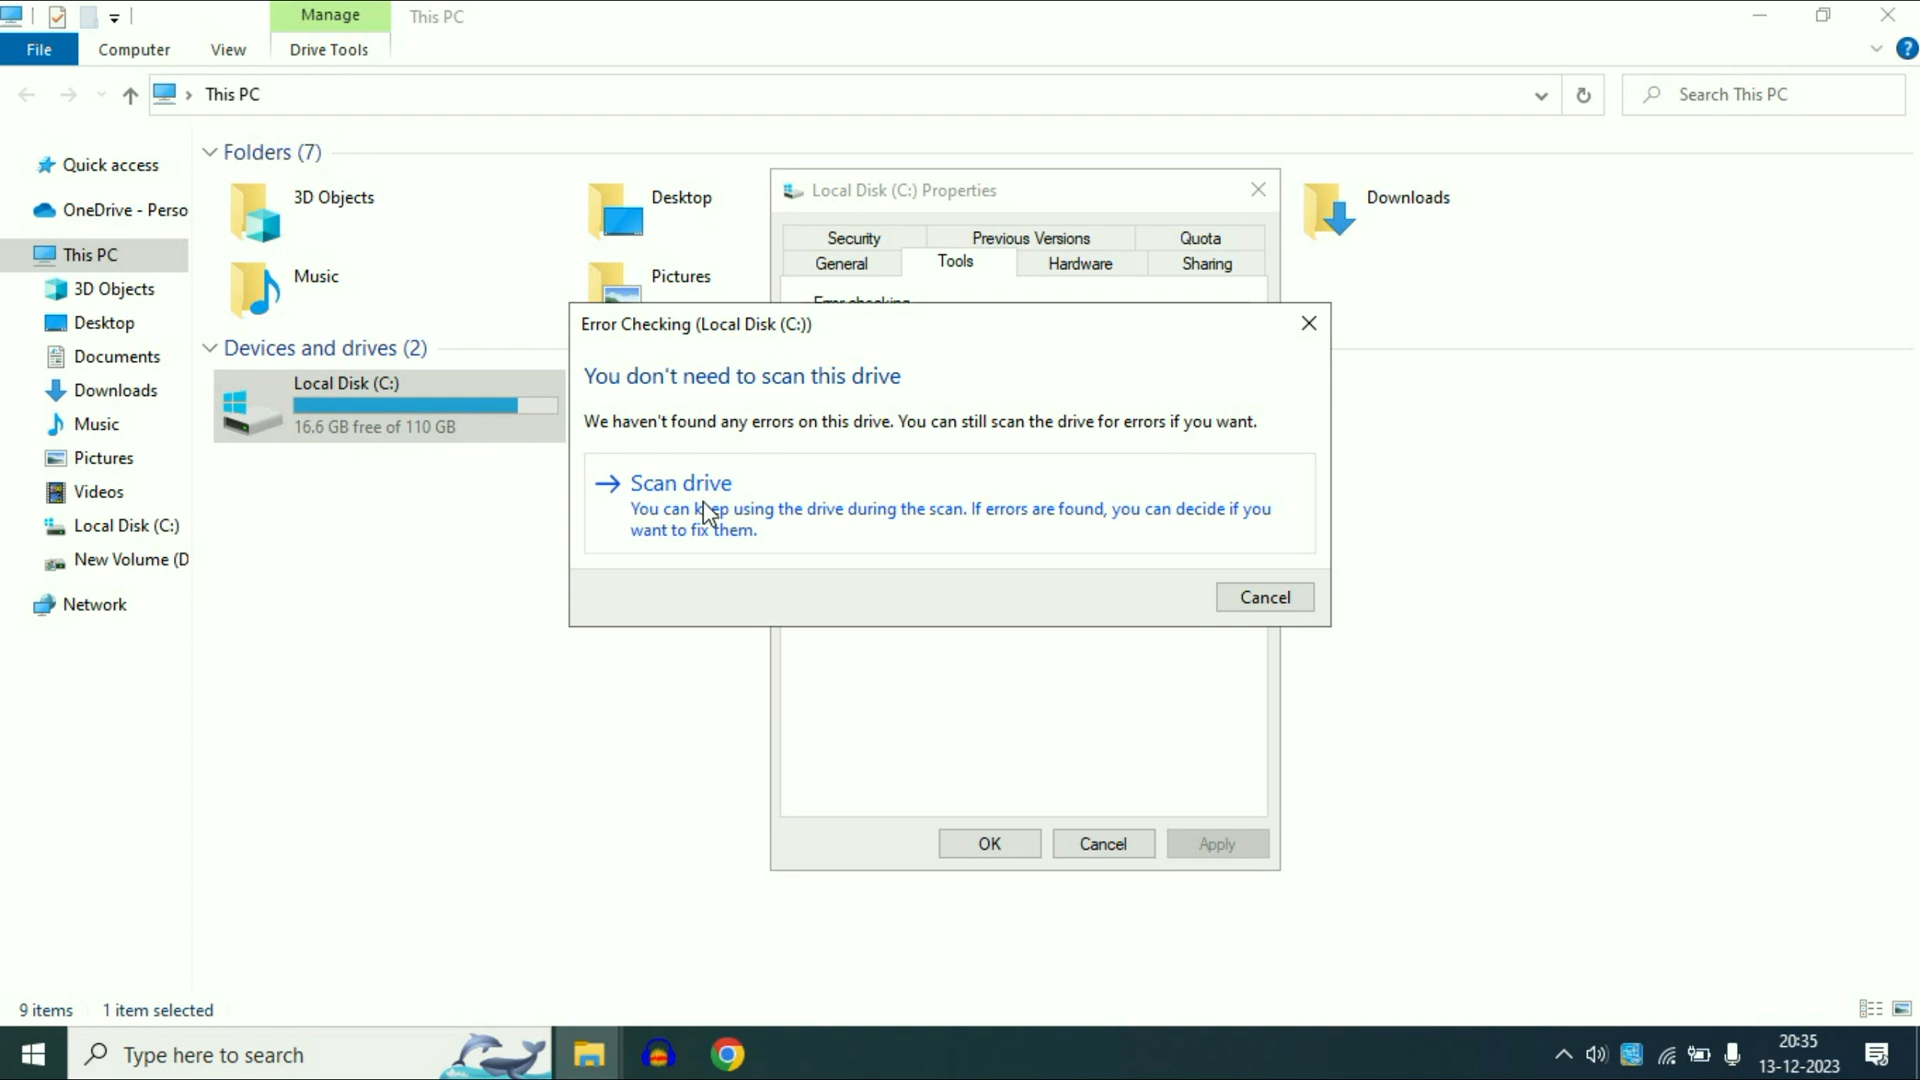 Manage
This PC
File
Computer
View
Drive Tools
This PC
Search This PC
Quick access
OneDrive - Perso
This PC
3D Objects
Desktop
Documents
Downloads
Music
Pictures
Videos
Local Disk (C:)
New Volume (D
Network
Folders (7)
3D Objects
Desktop
Downloads
Music
Pictures
Devices and drives (2)
Local Disk (C:)
16.6 GB free of 110 GB
Local Disk (C:) Properties
Security
Previous Versions
Quota
General
Tools
Hardware
Sharing
Error checking
Error Checking (Local Disk (C:))
You don't need to scan this drive
We haven't found any errors on this drive. You can still scan the drive for errors if you want.
Scan drive
You can keep using the drive during the scan. If errors are found, you can decide if you
want to fix them.
Cancel
OK
Cancel
Apply
9 items
1 item selected
Type here to search
20:35
13-12-2023